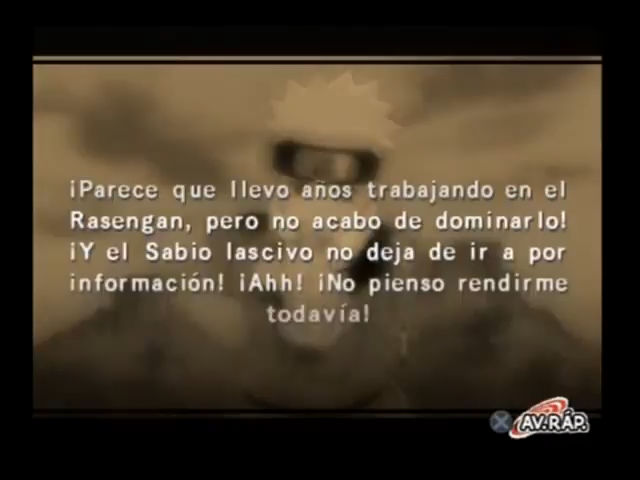 ¡Parece que llevo años trabajando en el
Rasengan, pero no acabo de dominarlo!
¡Y el Sabio lascivo no deja de ir a por
información! ¡Ahh! ¡No pienso rendirme
todavía!
AV.RÁP.